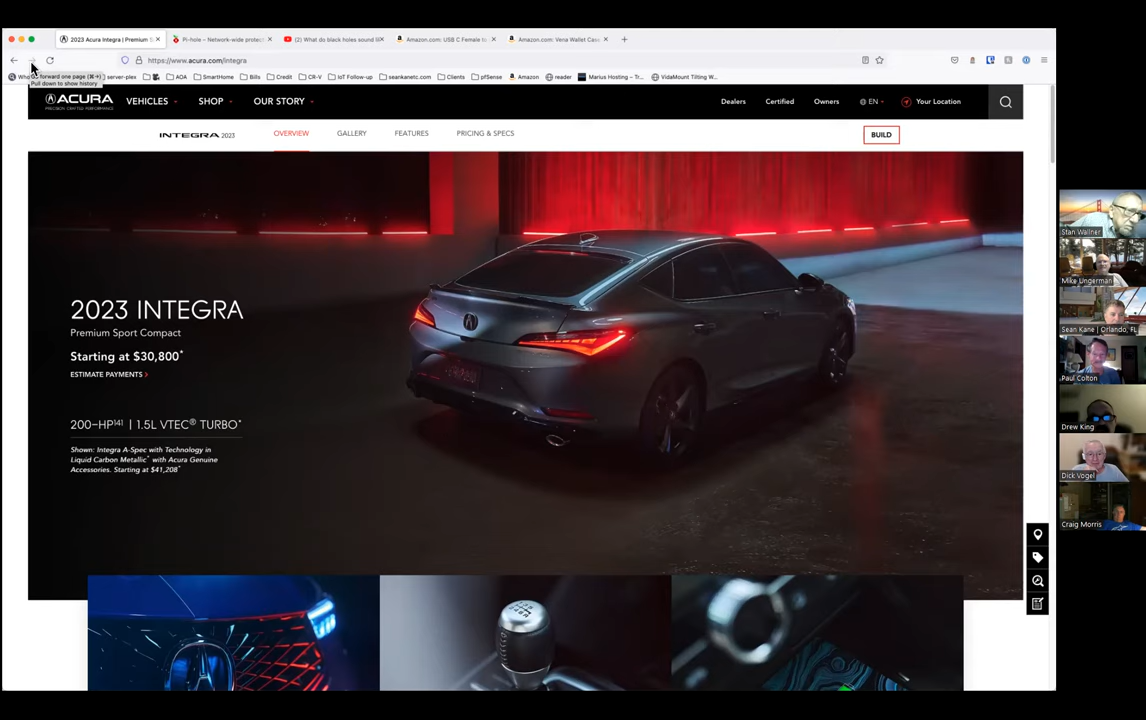 2023 Acura Integra | Premium S
Pi-hole – Network-wide protect
(2) What do black holes sound li
Amazon.com: USB C Female to
Amazon.com: Vena Wallet Case
https://www.acura.com/integra
Go forward one page (⌘→)
Pull down to show history
server-plex
AOA
SmartHome
Bills
Credit
CR-V
IoT Follow-up
seankanetc.com
Clients
pfSense
Amazon
reader
Marius Hosting – Tr...
VidaMount Tilting W...
ACURA
PRECISION CRAFTED PERFORMANCE
VEHICLES
SHOP
OUR STORY
Dealers
Certified
Owners
EN
Your Location
INTEGRA 2023
OVERVIEW
GALLERY
FEATURES
PRICING & SPECS
BUILD
2023 INTEGRA
Premium Sport Compact
Starting at $30,800*
ESTIMATE PAYMENTS
200-HP[141] | 1.5L VTEC® TURBO*
Shown: Integra A-Spec with Technology in
Liquid Carbon Metallic* with Acura Genuine
Accessories. Starting at $41,208*
Stan Wallner
Mike Ungerman
Sean Kane | Orlando, FL
Paul Colton
Drew King
Dick Vogel
Craig Morris